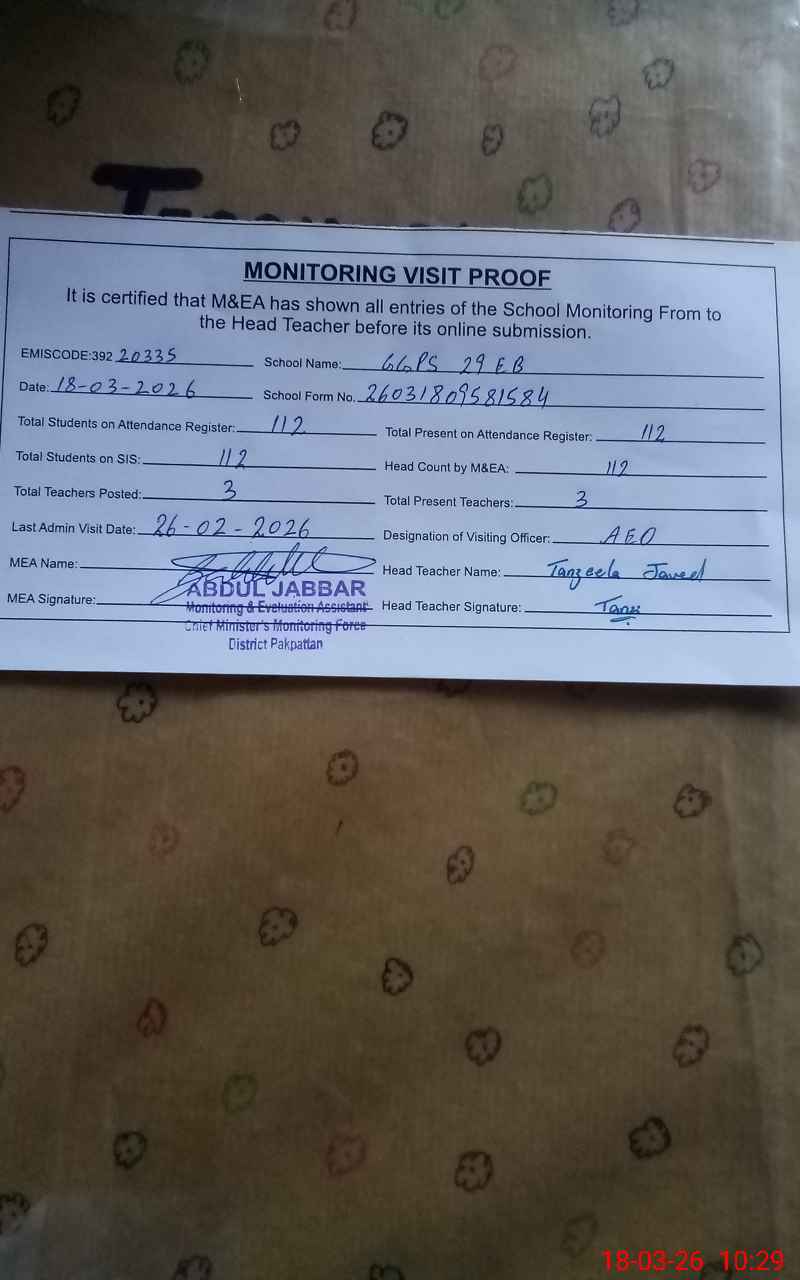 MONITORING VISIT PROOF
It is certified that M&EA has shown all entries of the School Monitoring From to
the Head Teacher before its online submission.
EMISCODE:392 20335 School Name: GGPS 29 EB
Date: 18-03-2026 School Form No. 26031809581584
Total Students on Attendance Register: 112 Total Present on Attendance Register: 112
Total Students on SIS: 112 Head Count by M&EA: 112
Total Teachers Posted: 3 Total Present Teachers: 3
Last Admin Visit Date: 26-02-2026 Designation of Visiting Officer: AEO
MEA Name: Head Teacher Name: Tanzeela Javeed
ABDUL JABBAR
MEA Signature: Monitoring & Evaluation Assistant Head Teacher Signature:
Chief Minister's Monitoring Force
District Pakpattan
18-03-26 10:29